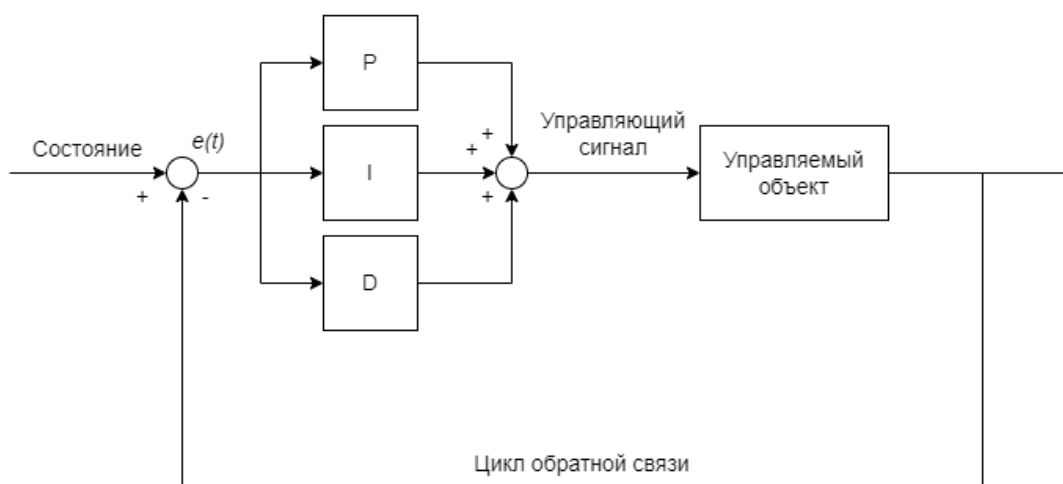 P
Состояние
e(t)
+
-
I
+
+
+
Управляющий
сигнал
Управляемый
объект
D
Цикл обратной связи